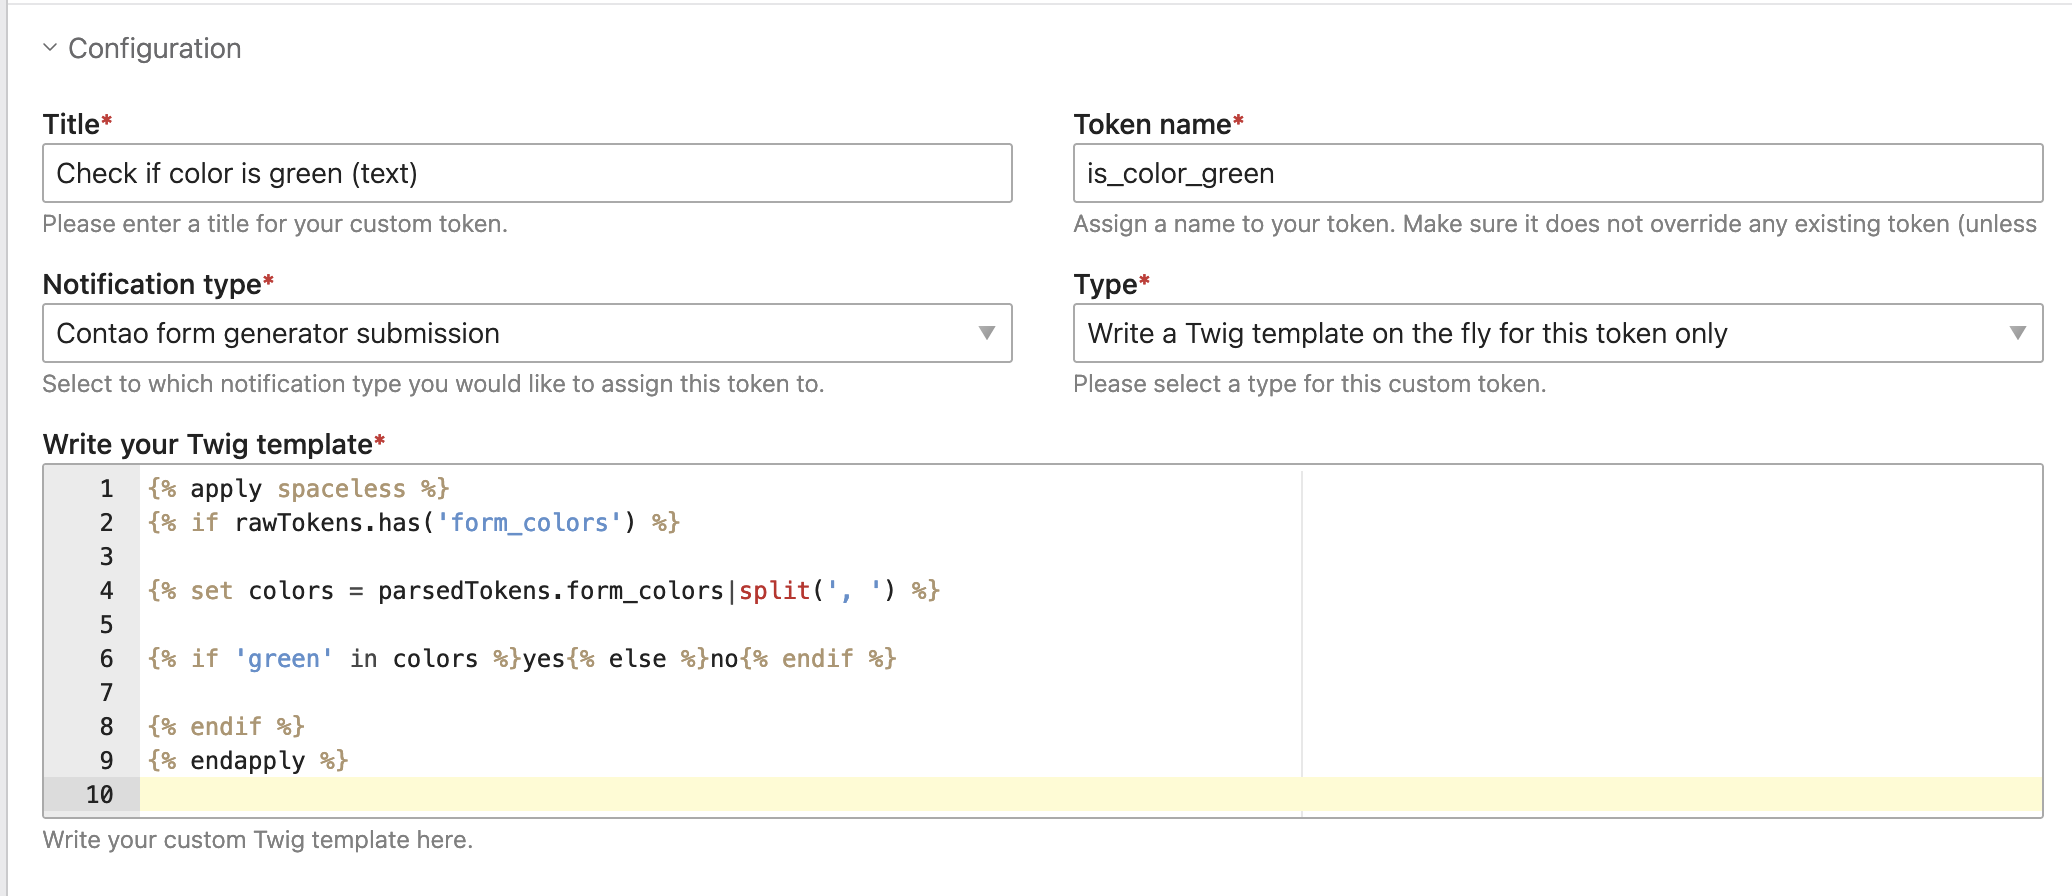 Configuration
Title*
Token name*
Check if color is green (text)
is_color_green
Please enter a title for your custom token.
Assign a name to your token. Make sure it does not override any existing token (unless
Notification type*
Type*
Contao form generator submission
Write a Twig template on the fly for this token only
Select to which notification type you would like to assign this token to.
Please select a type for this custom token.
Write your Twig template*
1 {% apply spaceless %}
2 {% if rawTokens.has('form_colors') %}
3
4 {% set colors = parsedTokens.form_colors|split(', ') %}
5
6 {% if 'green' in colors %}yes{% else %}no{% endif %}
7
8 {% endif %}
9 {% endapply %}
10
Write your custom Twig template here.